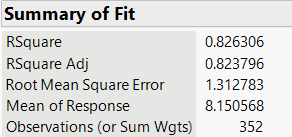 Summary of Fit
RSquare 0.826306
RSquare Adj 0.823796
Root Mean Square Error 1.312783
Mean of Response 8.150568
Observations (or Sum Wgts) 352